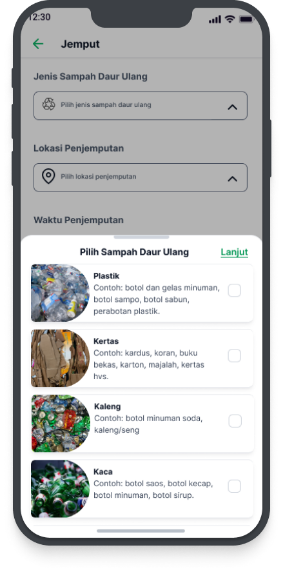 12:30
Jemput
Jenis Sampah Daur Ulang
Pilih jenis sampah daur ulang
Lokasi Penjemputan
Pilih lokasi penjemputan
Waktu Penjemputan
Pilih Sampah Daur Ulang Lanjut
Plastik
Contoh: botol dan gelas minuman,
botol sampo, botol sabun,
perabotan plastik.
Kertas
Contoh: kardus, koran, buku
bekas, karton, majalah, kertas
hvs.
Kaleng
Contoh: botol minuman soda,
kaleng/seng
Kaca
Contoh: botol saos, botol kecap,
botol minuman, botol sirup.